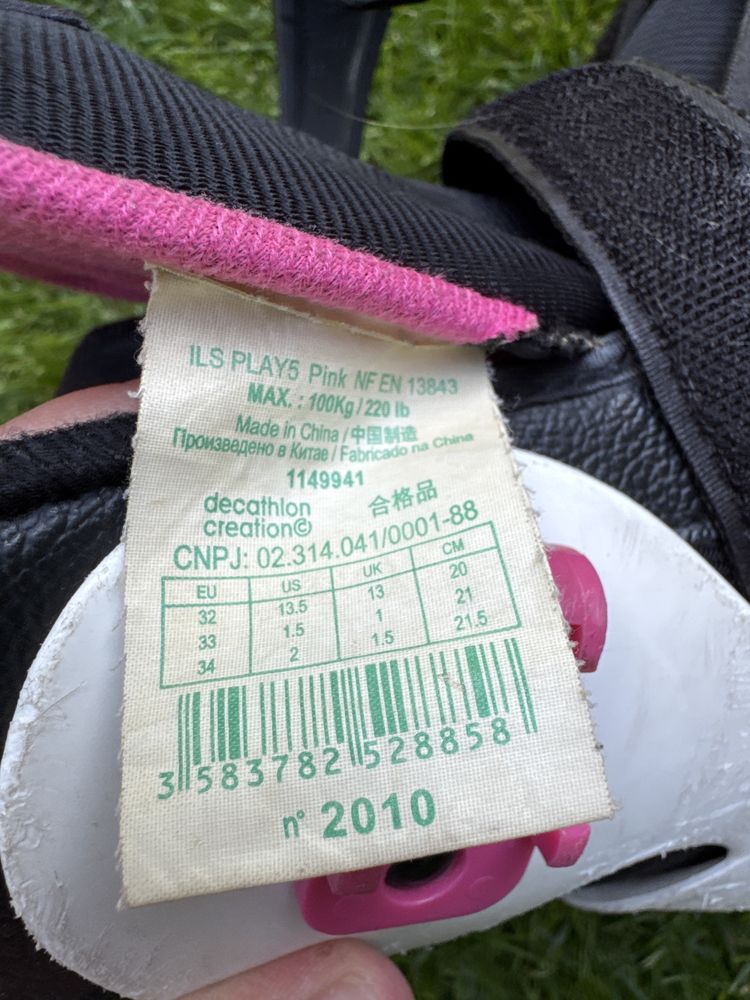 ILS PLAY5 Pink NF EN 13843
MAX. : 100Kg / 220 lb
Made in China / 中国制造
Произведено в Китае / Fabricado na China
1149941
decathlon
creation©
合格品
CNPJ: 02.314.041/0001-88
EU US UK CM
32 13.5 13 20
33 1.5 1 21
34 2 1.5 21.5
3 583782 528858
n° 2010